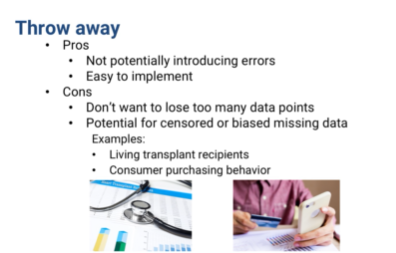 Throw away
• Pros
• Not potentially introducing errors
• Easy to implement
• Cons
• Don't want to lose too many data points
• Potential for censored or biased missing data
Examples:
• Living transplant recipients
• Consumer purchasing behavior